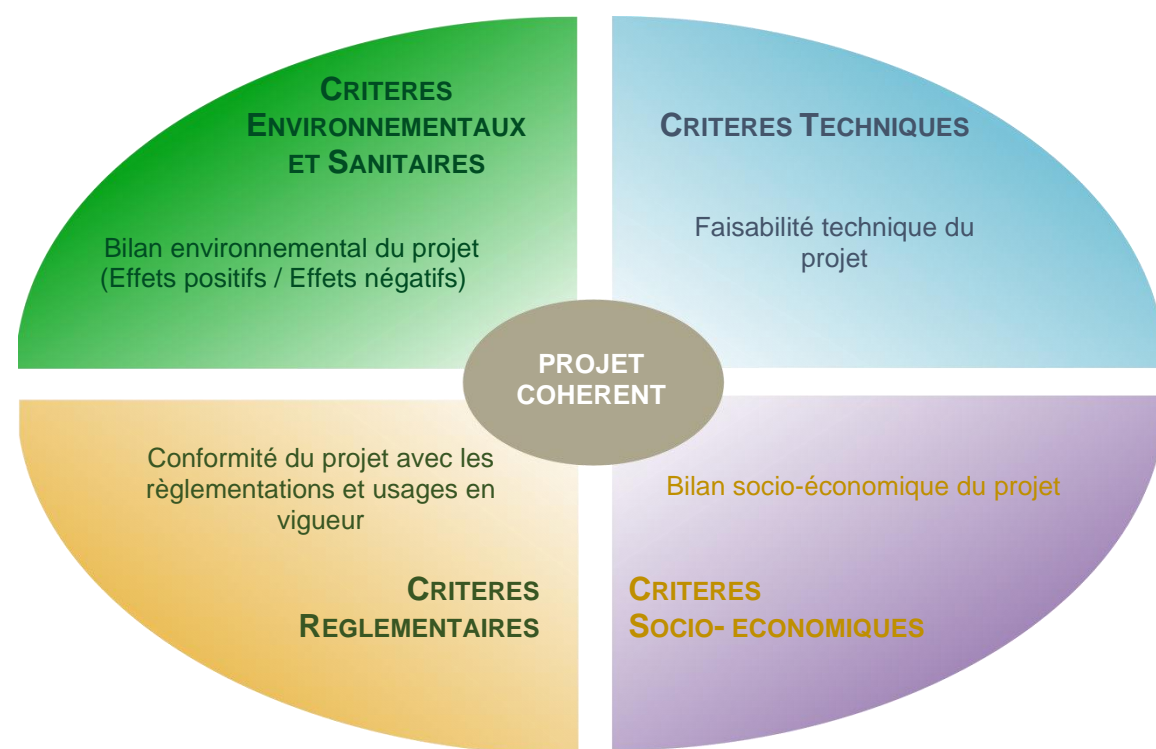 CRITERES
ENVIRONNEMENTAUX
ET SANITAIRES
Bilan environnemental du projet
(Effets positifs / Effets négatifs)
CRITERES TECHNIQUES
Faisabilité technique du
projet
PROJET
COHERENT
Conformité du projet avec les
règlementations et usages en
vigueur
CRITERES
REGLEMENTAIRES
Bilan socio-économique du projet
CRITERES
SOCIO- ECONOMIQUES